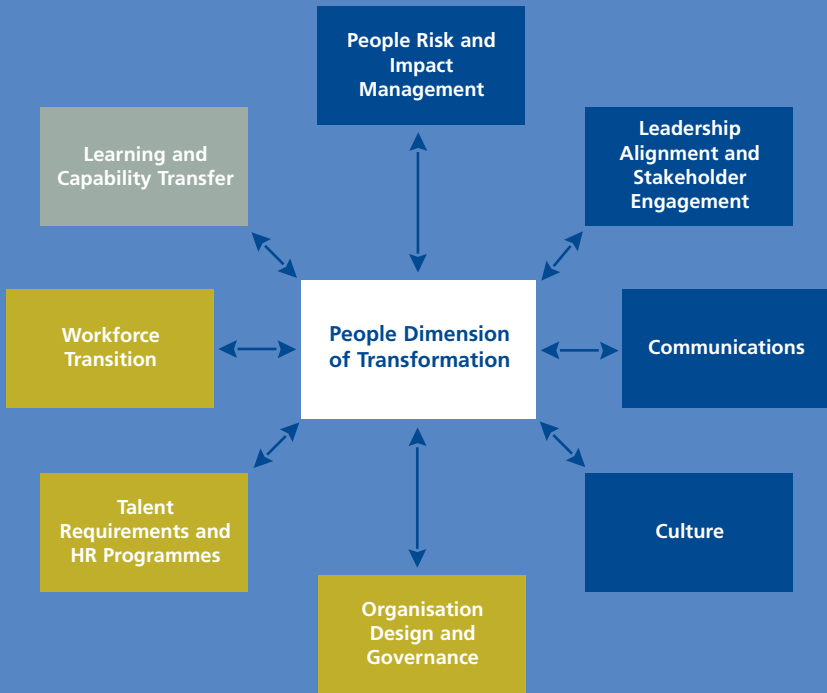 People Risk and
Impact
Management
Learning and
Capability Transfer
Leadership
Alignment and
Stakeholder
Engagement
Workforce
Transition
People Dimension
of Transformation
Communications
Talent
Requirements and
HR Programmes
Culture
Organisation
Design and
Governance